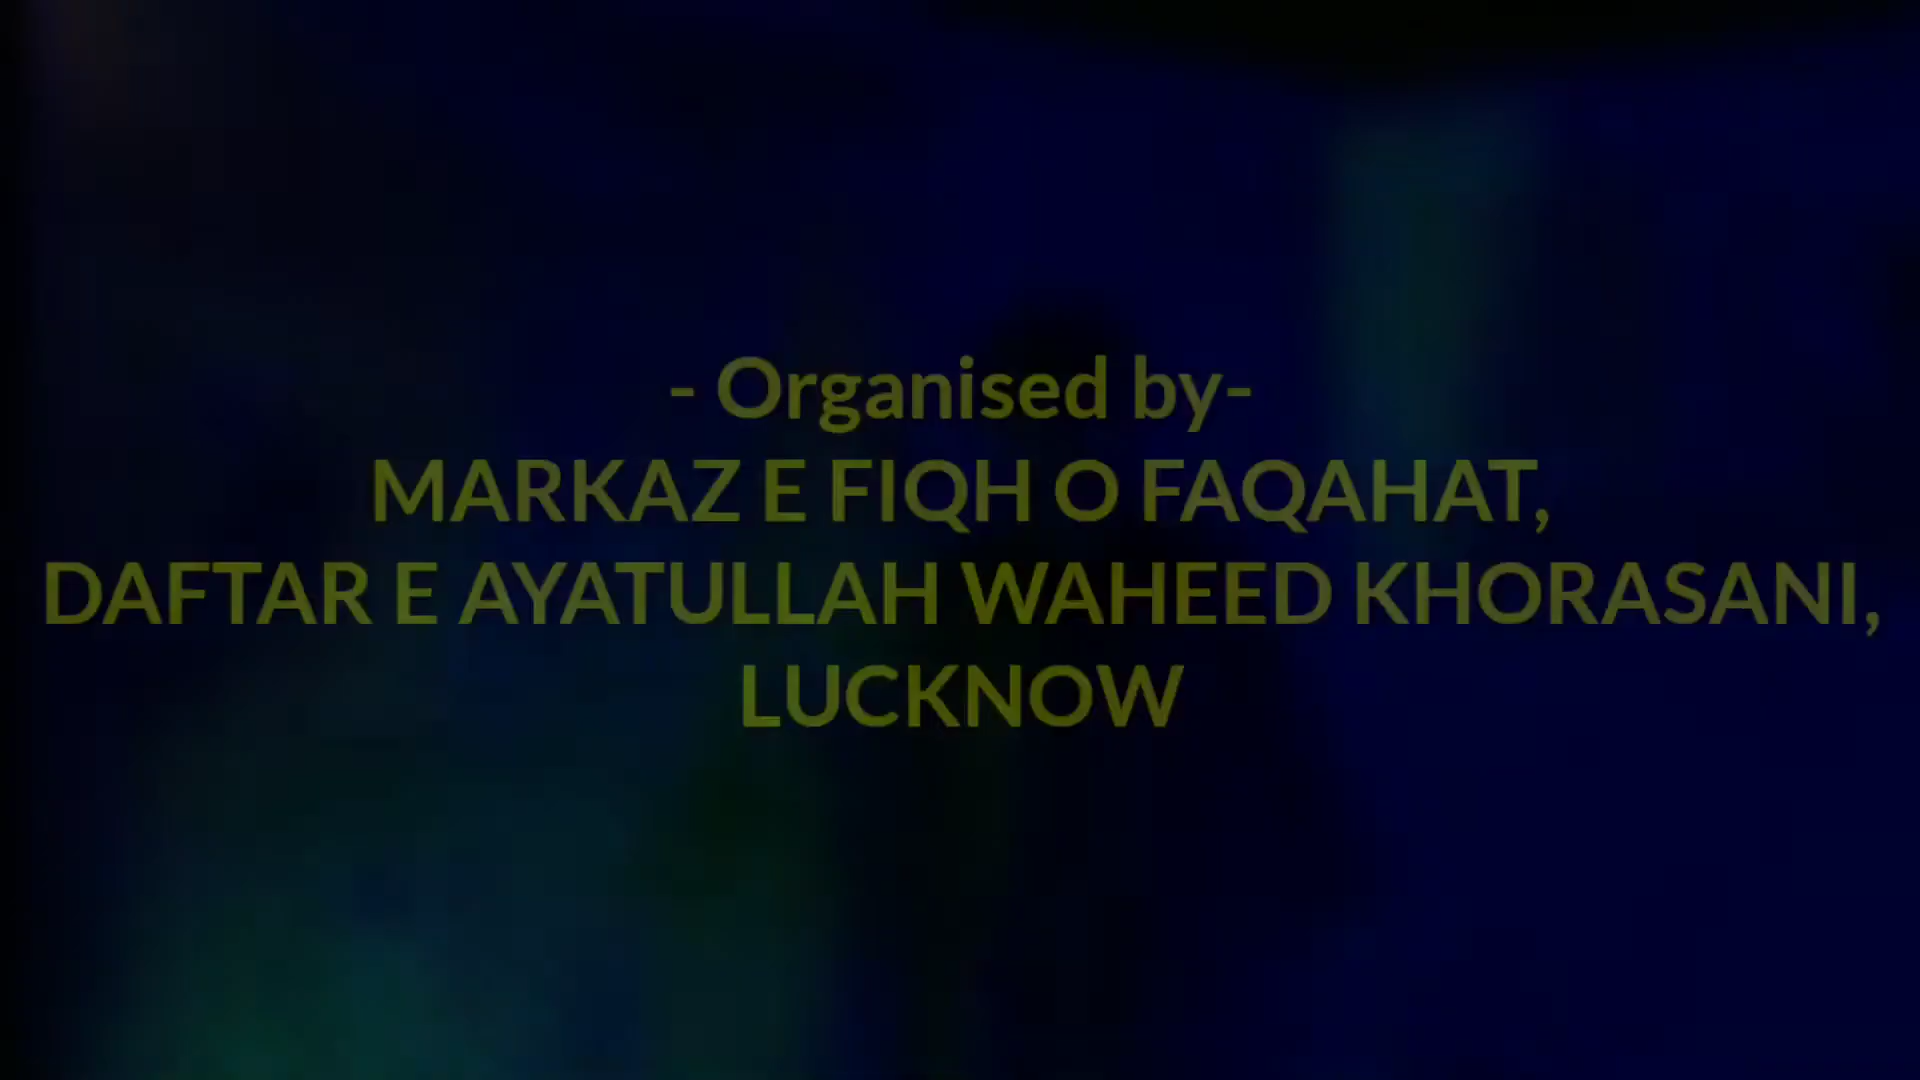 - Organised by-
MARKAZ E FIQH O FAQAHAT,
DAFTAR E AYATULLAH WAHEED KHORASANI,
LUCKNOW